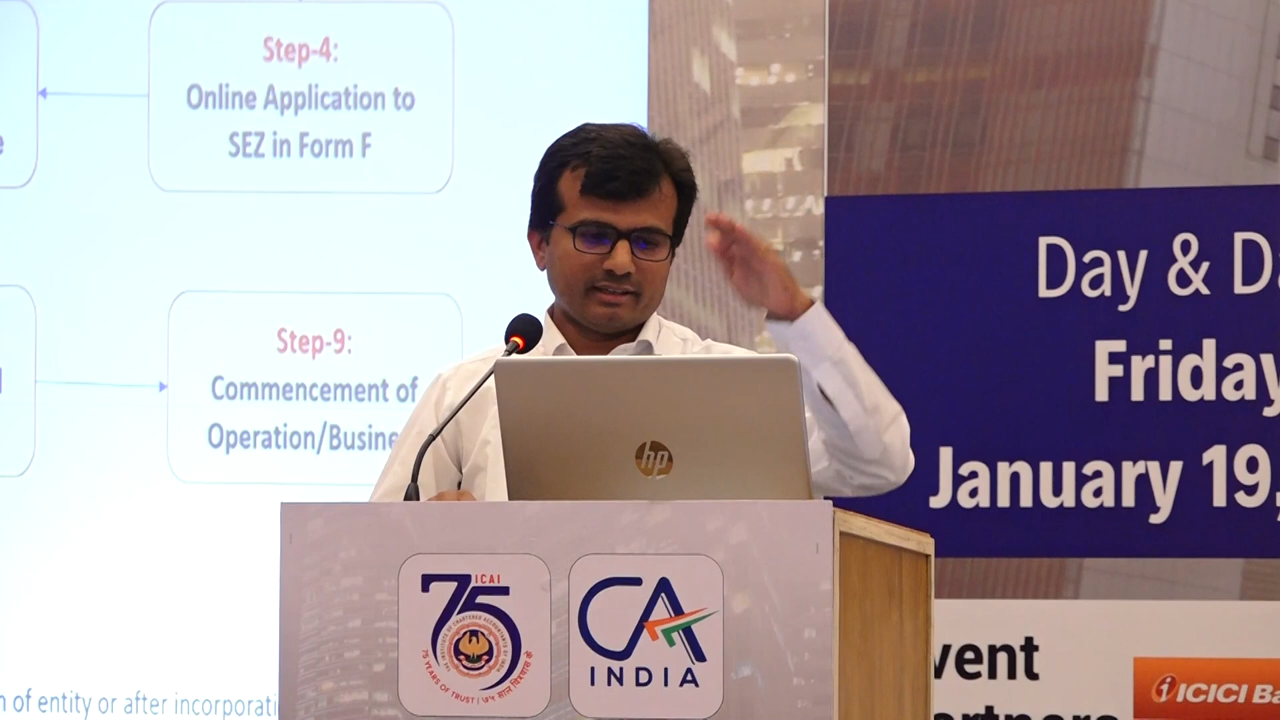 Step-4:
Online Application to
SEZ in Form F
Step-9:
Commencement of
Operation/Busine
n of entity or after incorporati
hp
ICAI
75
75 YEARS OF TRUST
CA
INDIA
Day & D
Friday
January 19,
vent
artners
ICICI Ba